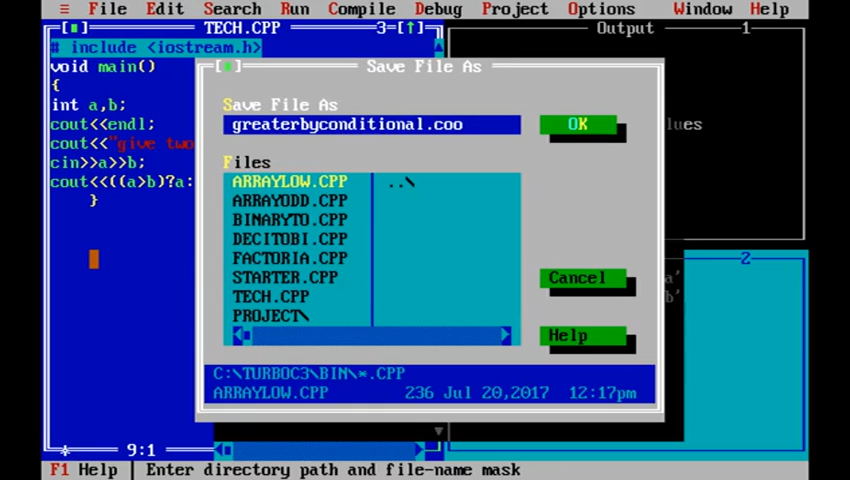 ≡ File Edit Search Run Compile Debug Project Options Window Help
TECH.CPP 3=[↑]
Output 1
# include <iostream.h>
void main()
{
int a,b;
cout<<endl;
cout<<"give two
cin>>a>>b;
cout<<((a>b)?a:
}
9:1
Save File As
Save File As
greaterbyconditional.coo
OK
Files
ARRAYLOW.CPP ..\
ARRAYODD.CPP
BINARYTO.CPP
DECITOBI.CPP
FACTORIA.CPP
STARTER.CPP
TECH.CPP
PROJECT\
Cancel
Help
C:\TURBOC3\BIN\*.CPP
ARRAYLOW.CPP 236 Jul 20,2017 12:17pm
lues
2
a'
b'
F1 Help | Enter directory path and file-name mask